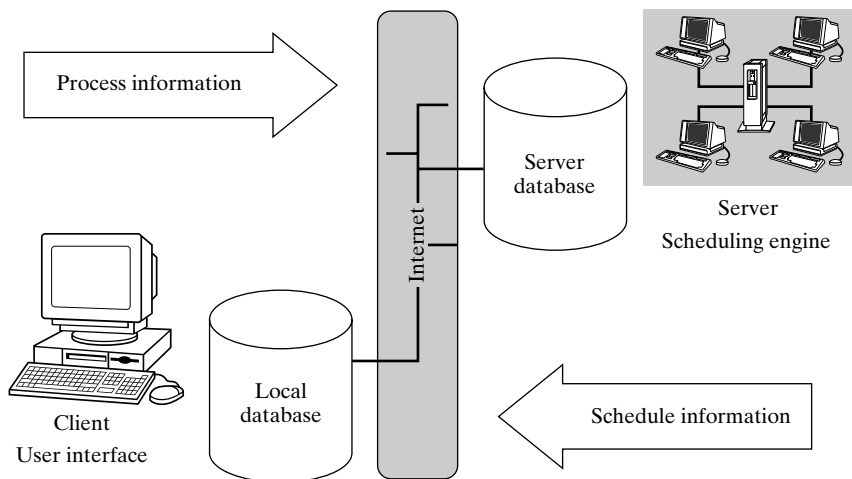 Process information
Server
database
Server
Scheduling engine
Internet
Local
database
Client
User interface
Schedule information